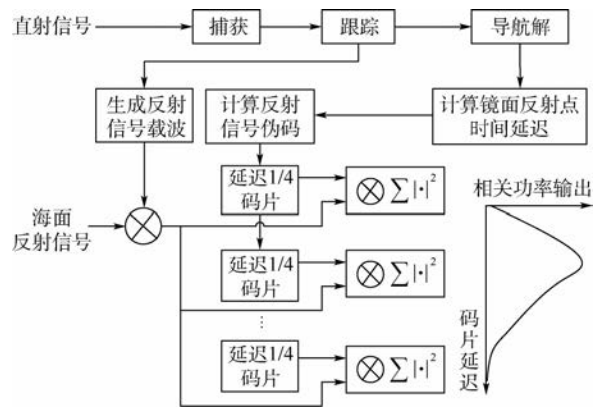 直射信号
捕获
跟踪
导航解
生成反射
信号载波
计算反射
信号伪码
计算镜面反射点
时间延迟
延迟1/4
码片
⊗∑|·|²
相关功率输出
海面
反射信号
延迟1/4
码片
⊗∑|·|²
⋮
延迟1/4
码片
⊗∑|·|²
码片延迟